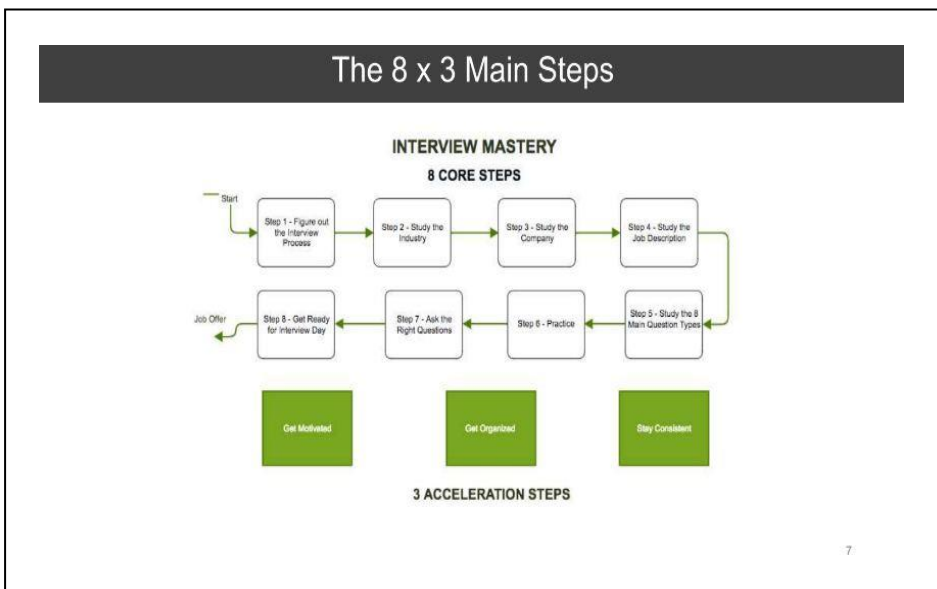 The 8 x 3 Main Steps
INTERVIEW MASTERY
8 CORE STEPS
Start
Step 1 - Figure out
the Interview
Process
Step 2 - Study the
Industry
Step 3 - Study the
Company
Step 4 - Study the
Job Description
Step 5 - Study the 8
Main Question Types
Step 6 - Practice
Step 7 - Ask the
Right Questions
Step 8 - Get Ready
for Interview Day
Job Offer
Get Motivated
Get Organized
Stay Consistent
3 ACCELERATION STEPS
7